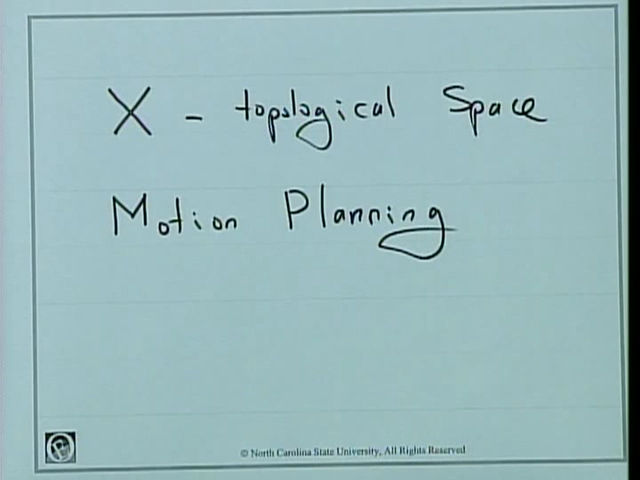 X - topological Space
Motion Planning
© North Carolina State University, All Rights Reserved